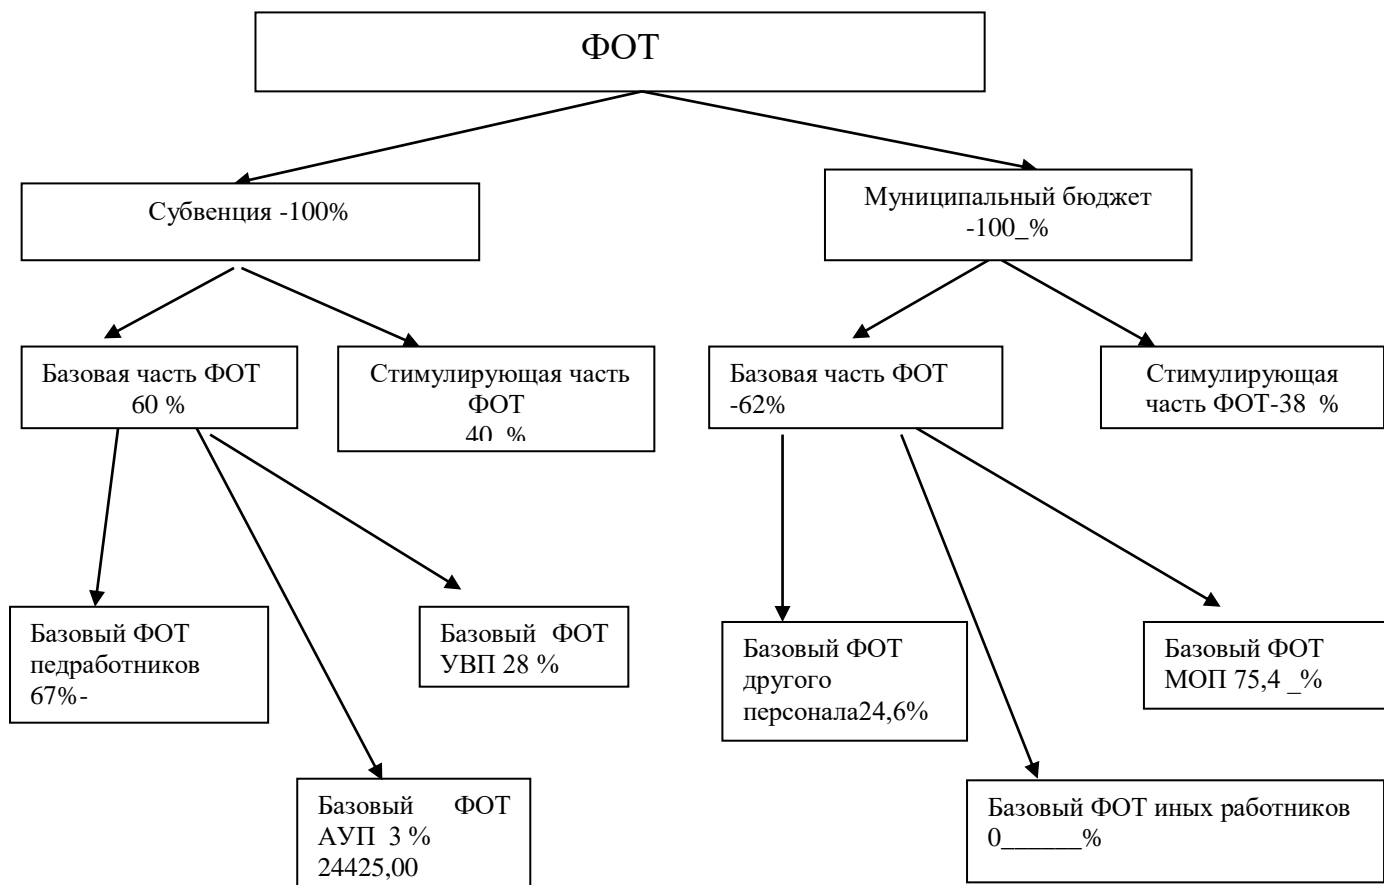 ФОТ
Субвенция -100%
Муниципальный бюджет
-100_%
Базовая часть ФОТ
60 %
Стимулирующая часть
ФОТ
40 %
Базовая часть ФОТ
-62%
Стимулирующая
часть ФОТ-38 %
Базовый ФОТ
педработников
67%-
Базовый ФОТ
УВП 28 %
Базовый ФОТ
другого
персонала24,6%
Базовый ФОТ
МОП 75,4 _%
Базовый ФОТ
АУП 3 %
24425,00
Базовый ФОТ иных работников
0______%